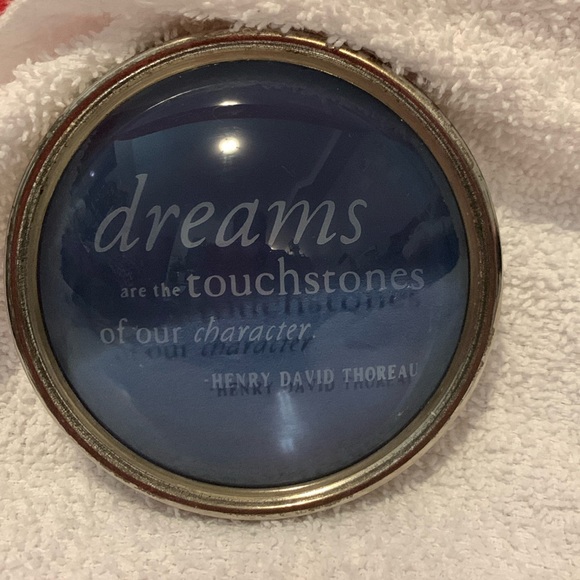 dreams
are the touchstones
of our character.
-HENRY DAVID THOREAU